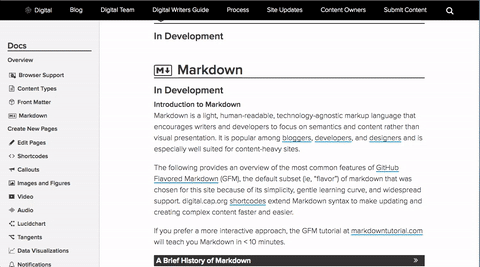 Digital Blog Digital Team Digital Writers Guide Process Site Updates Content Owners Submit Content
Docs
Overview
Browser Support
Content Types
Front Matter
Markdown
Create New Pages
Edit Pages
Shortcodes
Callouts
Images and Figures
Video
Audio
Lucidchart
Tangents
Data Visualizations
Notifications
In Development
Markdown
In Development
Introduction to Markdown
Markdown is a light, human-readable, technology-agnostic markup language that
encourages writers and developers to focus on semantics and content rather than
visual presentation. It is popular among bloggers, developers, and designers and is
especially well suited for content-heavy sites.
The following provides an overview of the most common features of GitHub
Flavored Markdown (GFM), the default subset (ie, "flavor") of markdown that was
chosen for this site because of its simplicity, gentle learning curve, and widespread
support. digital.cap.org shortcodes extend Markdown syntax to make updating and
creating complex content faster and easier.
If you prefer a more interactive approach, the GFM tutorial at markdowntutorial.com
will teach you Markdown in < 10 minutes.
A Brief History of Markdown »